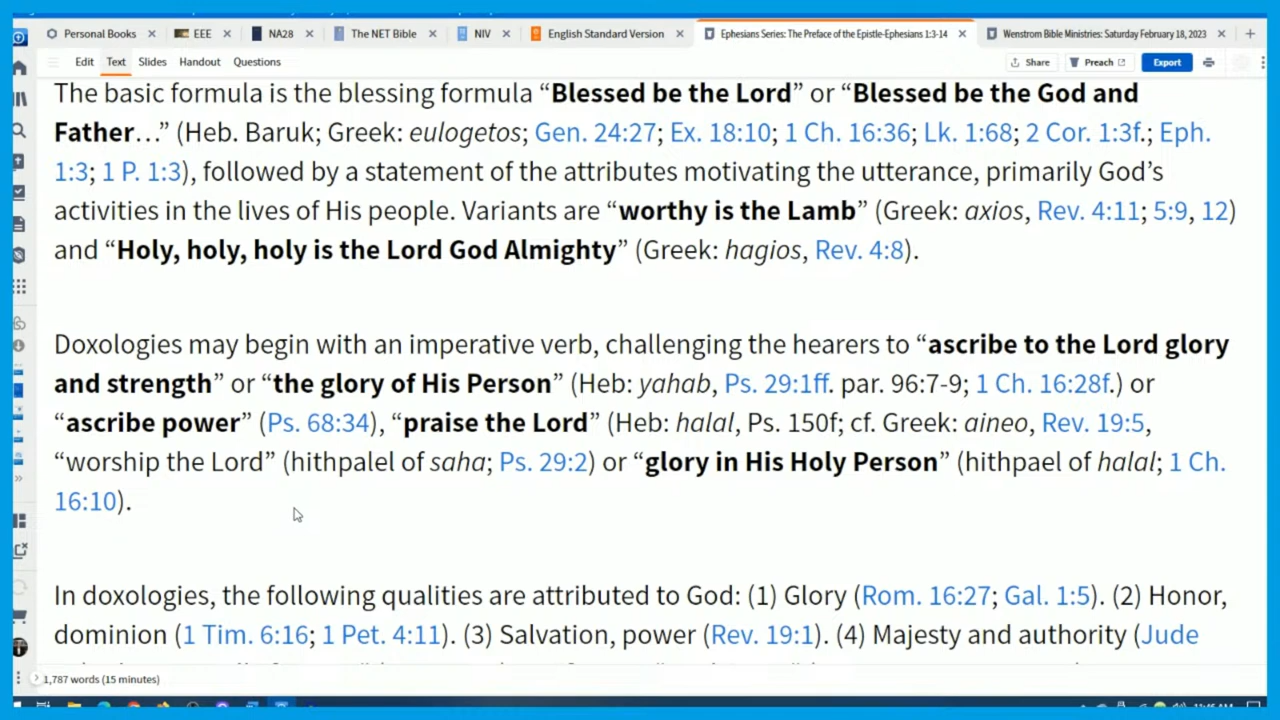 Personal Books
EEE
NA28
The NET Bible
NIV
English Standard Version
Ephesians Series: The Preface of the Epistle-Ephesians 1:3-14
Wenstrom Bible Ministries: Saturday February 18, 2023
Edit Text Slides Handout Questions
Share Preach Export
The basic formula is the blessing formula “Blessed be the Lord” or “Blessed be the God and
Father…” (Heb. Baruk; Greek: eulogetos; Gen. 24:27; Ex. 18:10; 1 Ch. 16:36; Lk. 1:68; 2 Cor. 1:3f.; Eph.
1:3; 1 P. 1:3), followed by a statement of the attributes motivating the utterance, primarily God’s
activities in the lives of His people. Variants are “worthy is the Lamb” (Greek: axios, Rev. 4:11; 5:9, 12)
and “Holy, holy, holy is the Lord God Almighty” (Greek: hagios, Rev. 4:8).
Doxologies may begin with an imperative verb, challenging the hearers to “ascribe to the Lord glory
and strength” or “the glory of His Person” (Heb: yahab, Ps. 29:1ff. par. 96:7-9; 1 Ch. 16:28f.) or
“ascribe power” (Ps. 68:34), “praise the Lord” (Heb: halal, Ps. 150f; cf. Greek: aineo, Rev. 19:5,
“worship the Lord” (hithpalel of saha; Ps. 29:2) or “glory in His Holy Person” (hithpael of halal; 1 Ch.
16:10).
In doxologies, the following qualities are attributed to God: (1) Glory (Rom. 16:27; Gal. 1:5). (2) Honor,
dominion (1 Tim. 6:16; 1 Pet. 4:11). (3) Salvation, power (Rev. 19:1). (4) Majesty and authority (Jude
1,787 words (15 minutes)